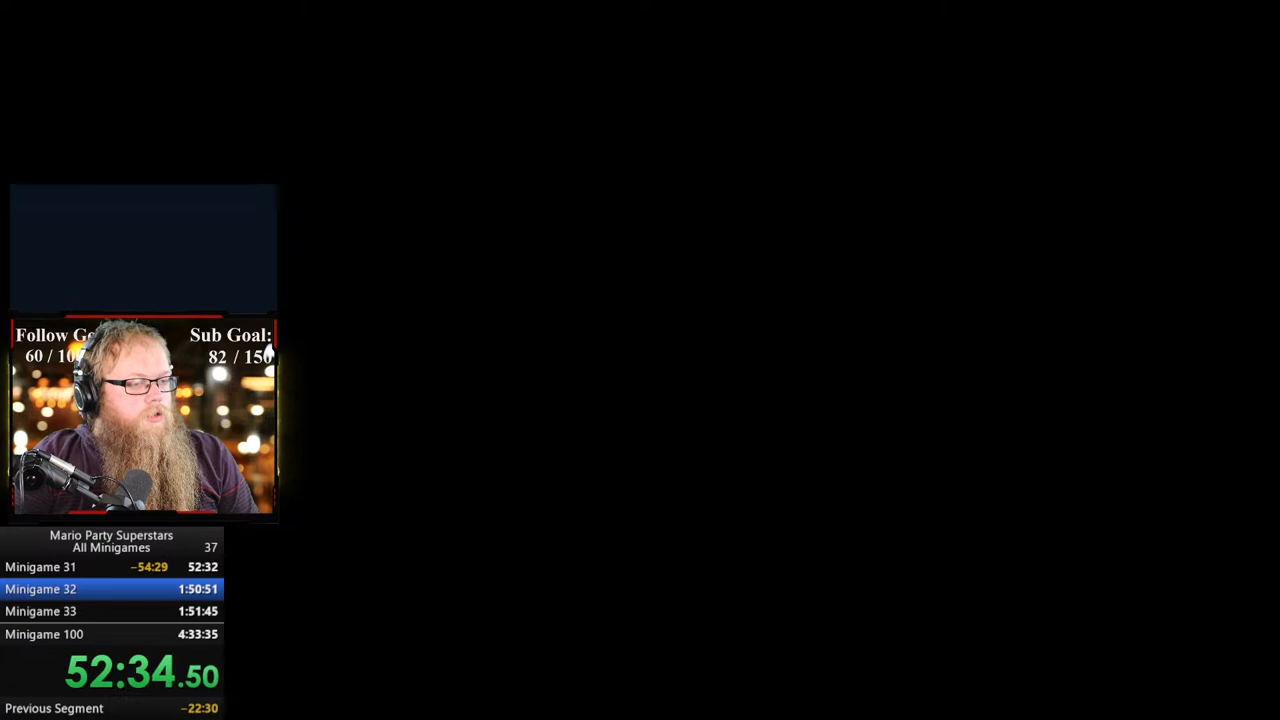 Follow Go
Sub Goal:
60 / 10
82 / 150
Mario Party Superstars
All Minigames
37
Minigame 31 −54:29 52:32
Minigame 32 1:50:51
Minigame 33 1:51:45
Minigame 100 4:33:35
52:34.50
Previous Segment −22:30